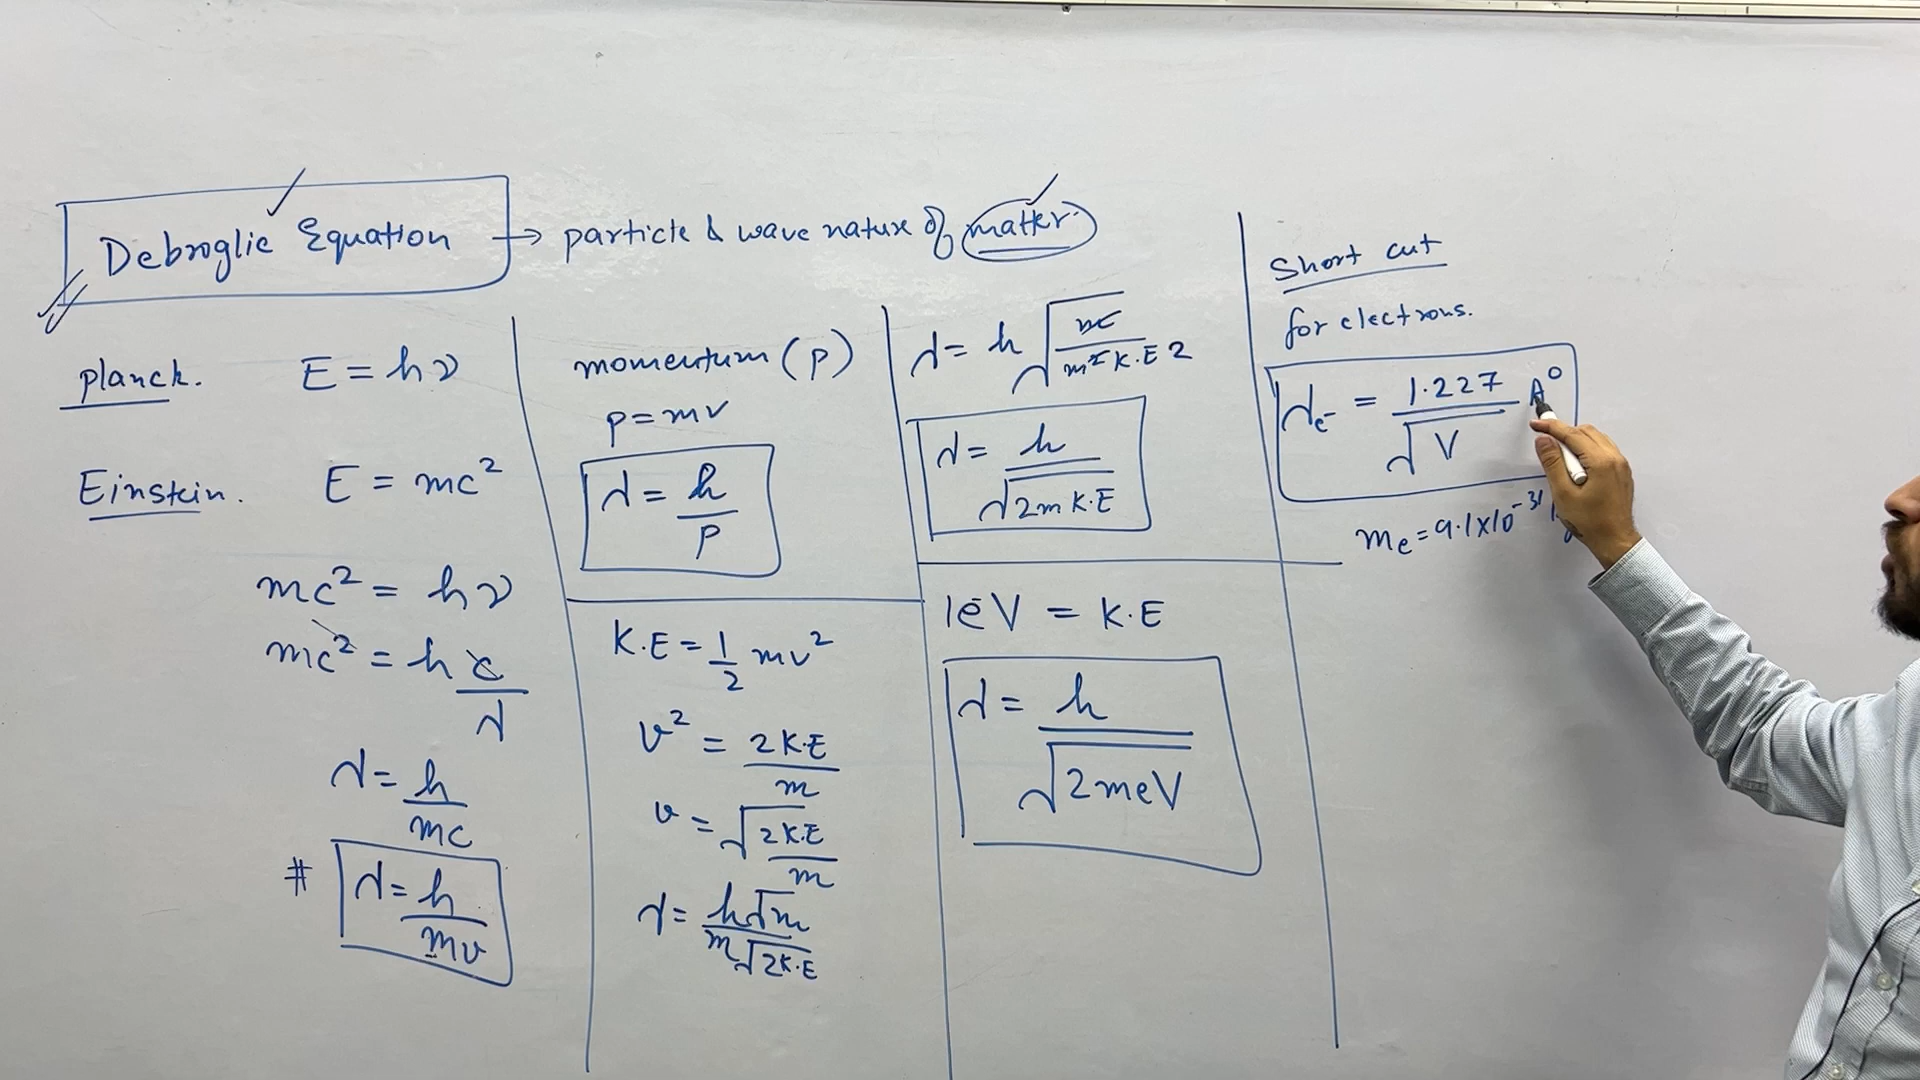 Debroglie Equation → particle & wave nature of matter.
planck. E = hν
Einstein. E = mc²
mc² = hν
mc² = h c/λ
λ = h/mc
# λ = h/mv
momentum (p)
p = mv
λ = h/p
K.E = 1/2 mv²
v² = 2K.E/m
v = √(2K.E/m)
λ = h√m / m√2K.E
λ = h √(m/m² K.E 2)
λ = h/√2m K.E
1eV = K.E
λ = h/√2meV
Short cut
for electrons.
λe⁻ = 1.227/√V A°
me = 9.1×10⁻³¹